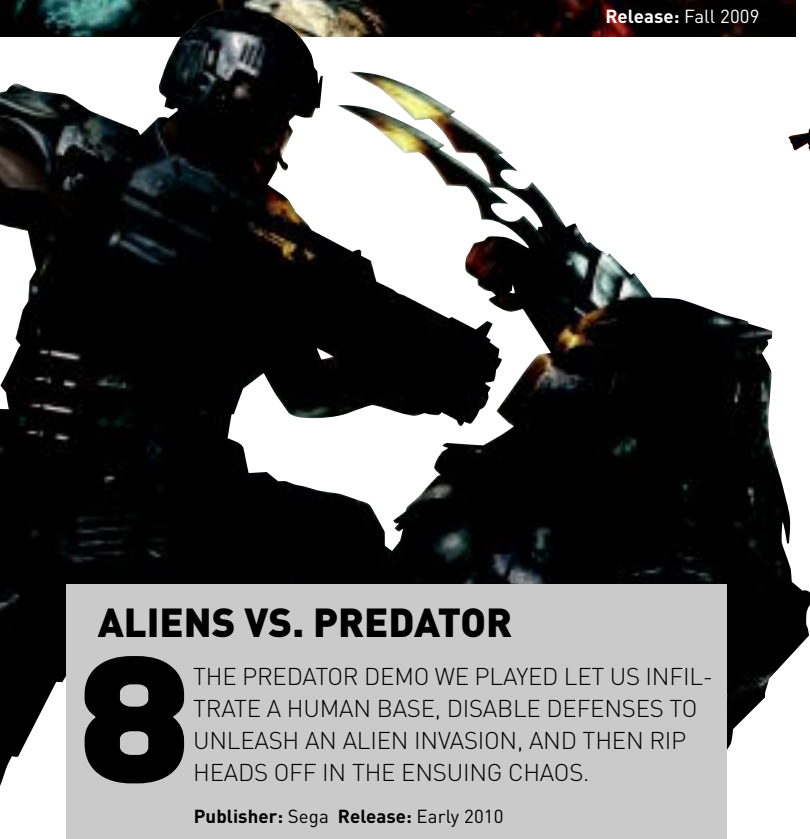 Release: Fall 2009
ALIENS VS. PREDATOR
8
THE PREDATOR DEMO WE PLAYED LET US INFIL-
TRATE A HUMAN BASE, DISABLE DEFENSES TO
UNLEASH AN ALIEN INVASION, AND THEN RIP
HEADS OFF IN THE ENSUING CHAOS.
Publisher: Sega Release: Early 2010